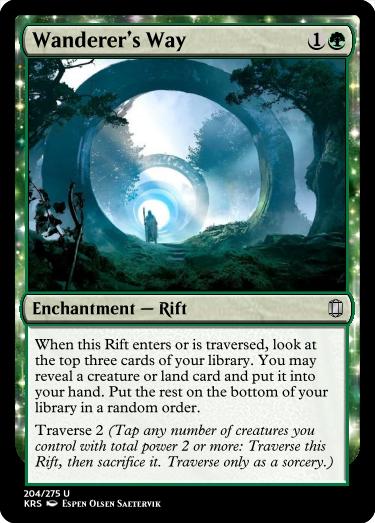 Wanderer's Way 1
Enchantment — Rift
When this Rift enters or is traversed, look at
the top three cards of your library. You may
reveal a creature or land card and put it into
your hand. Put the rest on the bottom of your
library in a random order.
Traverse 2 (Tap any number of creatures you
control with total power 2 or more: Traverse this
Rift, then sacrifice it. Traverse only as a sorcery.)
204/275 U
KRS Espen Olsen Saetervik